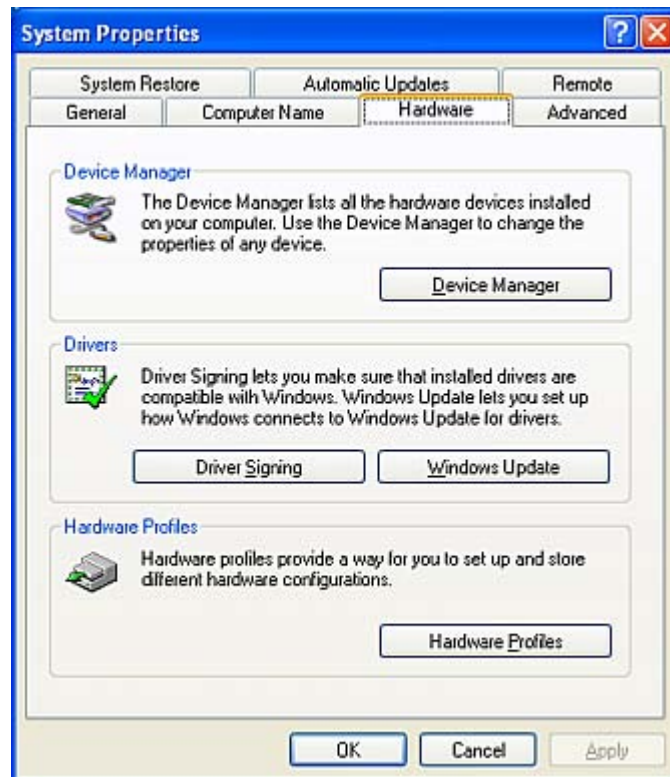 System Properties
System Restore Automatic Updates Remote
General Computer Name Hardware Advanced
Device Manager
The Device Manager lists all the hardware devices installed
on your computer. Use the Device Manager to change the
properties of any device.
Device Manager
Drivers
Driver Signing lets you make sure that installed drivers are
compatible with Windows. Windows Update lets you set up
how Windows connects to Windows Update for drivers.
Driver Signing Windows Update
Hardware Profiles
Hardware profiles provide a way for you to set up and store
different hardware configurations.
Hardware Profiles
OK Cancel Apply